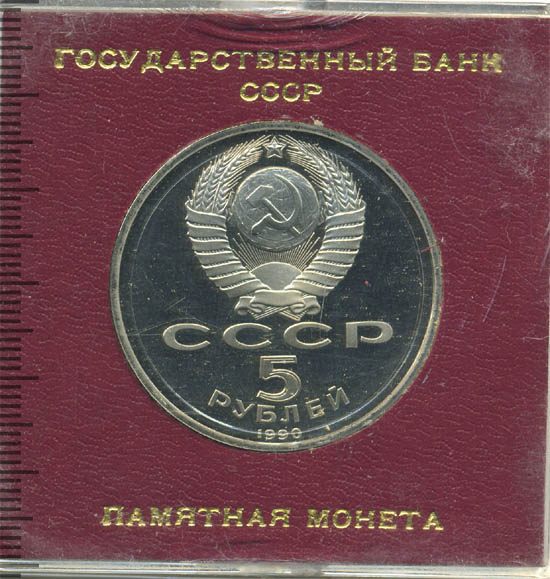 ГОСУДАРСТВЕННЫЙ БАНК
СССР
СССР
5
РУБЛЕЙ
1990
ПАМЯТНАЯ МОНЕТА